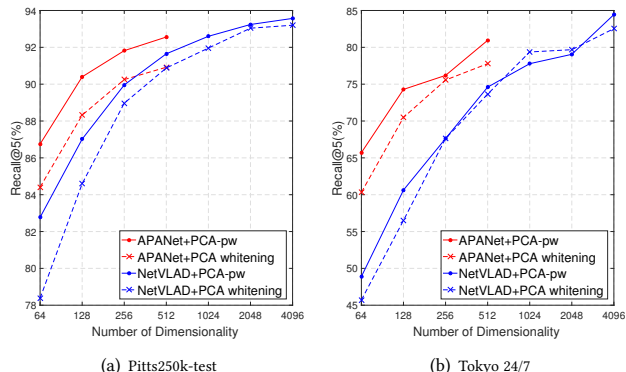 94
92
90
88
86
84
82
80
78
Recall@5(%)
64 128 256 512 1024 2048 4096
Number of Dimensionality
APANet+PCA-pw
APANet+PCA whitening
NetVLAD+PCA-pw
NetVLAD+PCA whitening
(a) Pitts250k-test
85
80
75
70
65
60
55
50
45
Recall@5(%)
64 128 256 512 1024 2048 4096
Number of Dimensionality
APANet+PCA-pw
APANet+PCA whitening
NetVLAD+PCA-pw
NetVLAD+PCA whitening
(b) Tokyo 24/7